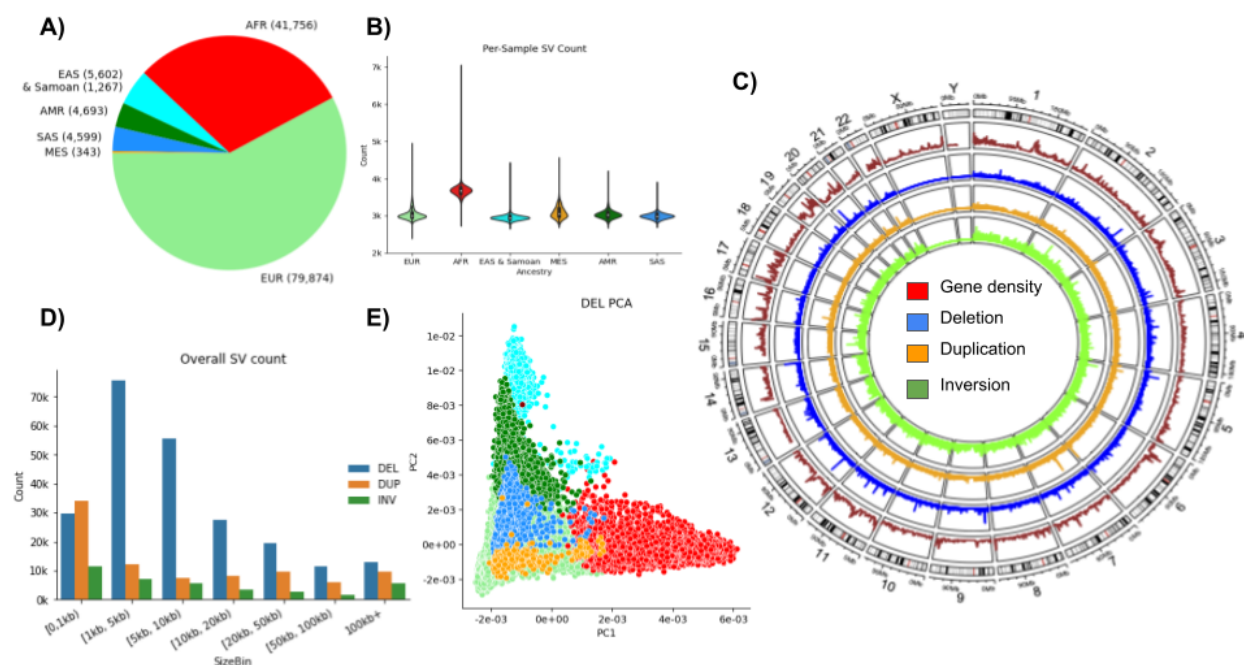 A)
AFR (41,756)
EAS (5,602)
& Samoan (1,267)
AMR (4,693)
SAS (4,599)
MES (343)
EUR (79,874)
B)
Per-Sample SV Count
7k
6k
5k
4k
3k
2k
Count
EUR
AFR
EAS & Samoan
MES
AMR
SAS
Ancestry
C)
1
2
3
4
5
6
7
8
9
10
11
12
13
14
15
16
17
18
19
20
21
22
X
Y
Gene density
Deletion
Duplication
Inversion
D)
Overall SV count
70k
60k
50k
40k
30k
20k
10k
0k
Count
DEL
DUP
INV
[0,1kb)
[1kb, 5kb)
[5kb, 10kb)
[10kb, 20kb)
[20kb, 50kb)
[50kb, 100kb)
100kb+
SizeBin
E)
DEL PCA
1e-02
1e-02
8e-03
6e-03
4e-03
2e-03
0e+00
-2e-03
PC2
-2e-03
0e+00
2e-03
4e-03
6e-03
PC1